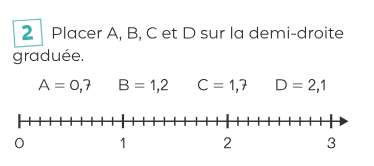 2 Placer A, B, C et D sur la demi-droite
graduée.
A = 0,7 B = 1,2 C = 1,7 D = 2,1
0 1 2 3